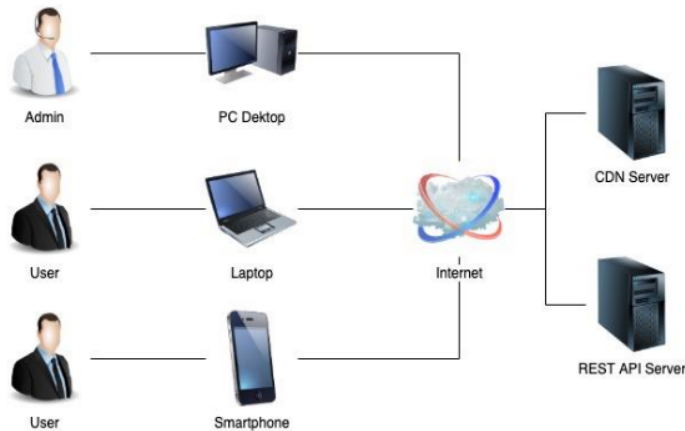 Admin
PC Dektop
CDN Server
User
Laptop
Internet
User
Smartphone
REST API Server